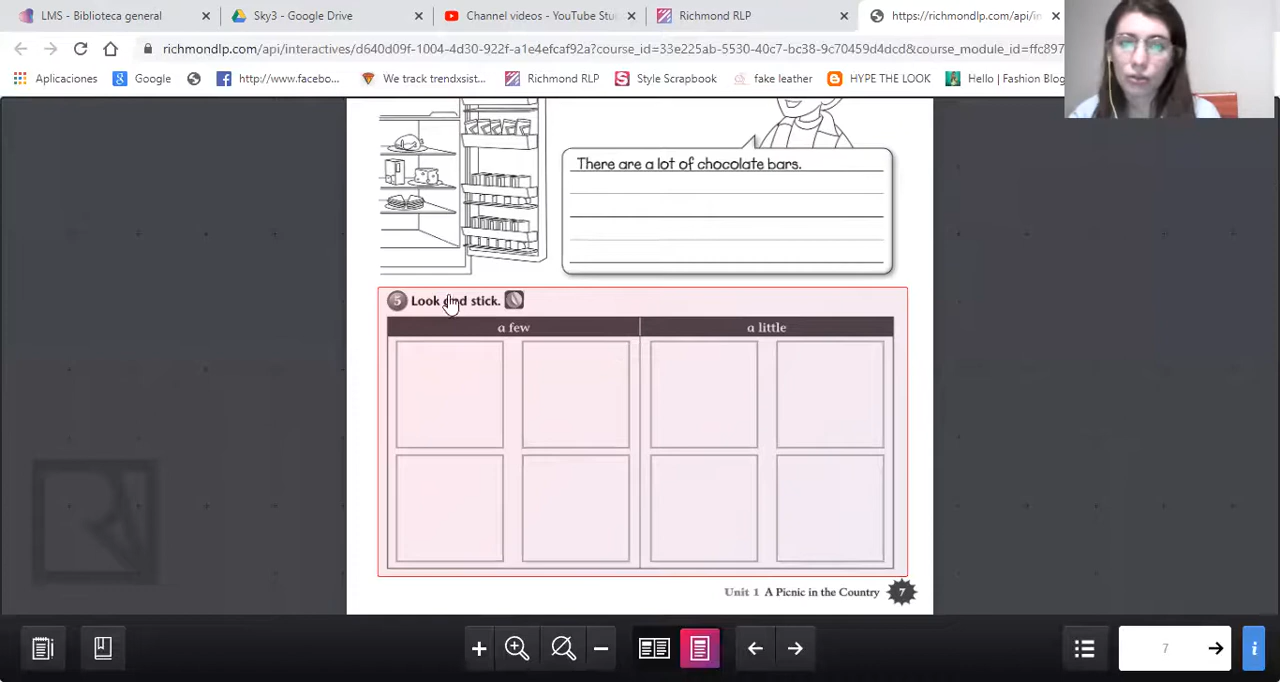 LMS - Biblioteca general
Sky3 - Google Drive
Channel videos - YouTube Stu
Richmond RLP
https://richmondlp.com/api/in
richmondlp.com/api/interactives/d640d09f-1004-4d30-922f-a1e4efcaf92a?course_id=33e225ab-5530-40c7-bc38-9c70459d4dcd&course_module_id=ffc897
Aplicaciones
Google
http://www.facebo...
We track trendxsist...
Richmond RLP
Style Scrapbook
fake leather
HYPE THE LOOK
Hello | Fashion Blog
There are a lot of chocolate bars.
5 Look and stick.
a few
a little
Unit 1 A Picnic in the Country 7
7